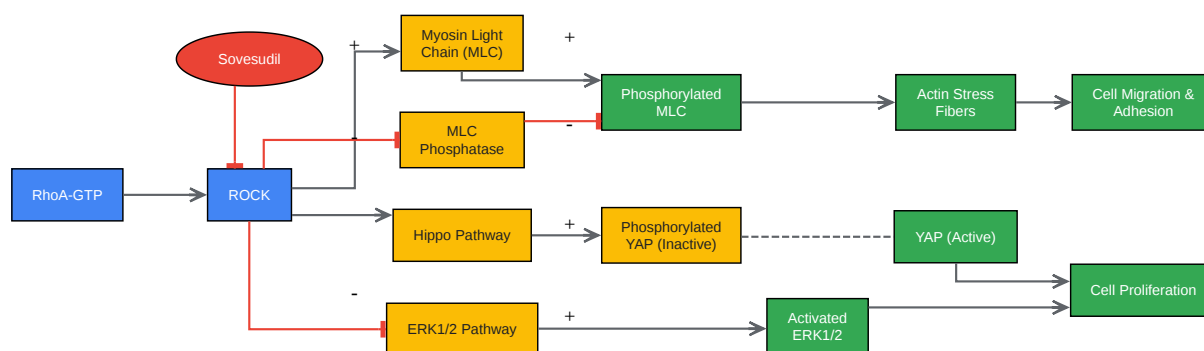 Sovesudil
+
Myosin Light
Chain (MLC)
+
Phosphorylated
MLC
Actin Stress
Fibers
Cell Migration &
Adhesion
-
MLC
Phosphatase
-
RhoA-GTP
ROCK
Hippo Pathway
+
Phosphorylated
YAP (Inactive)
YAP (Active)
Cell Proliferation
-
ERK1/2 Pathway
+
Activated
ERK1/2